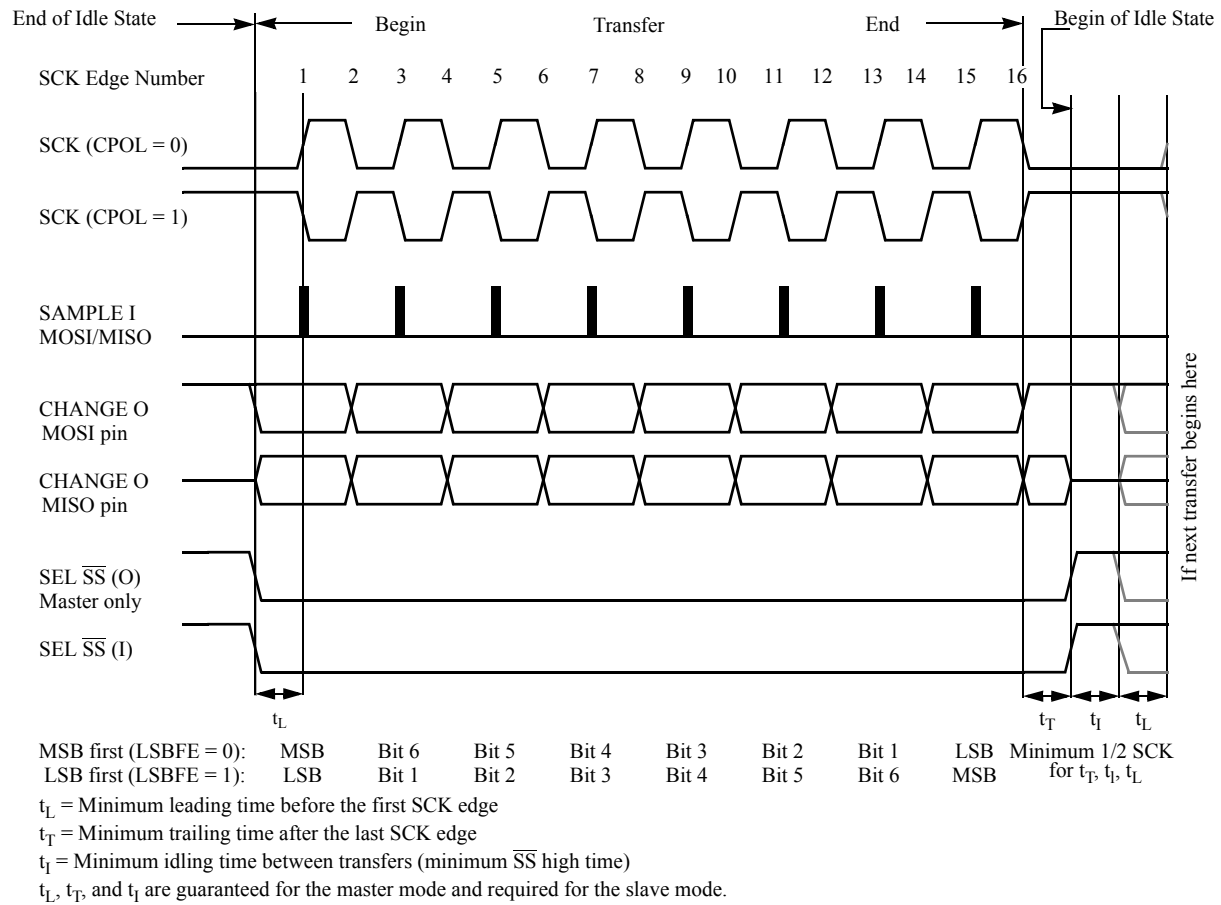 End of Idle State
Begin
Transfer
End
Begin of Idle State
SCK Edge Number
1 2 3 4 5 6 7 8 9 10 11 12 13 14 15 16
SCK (CPOL = 0)
SCK (CPOL = 1)
SAMPLE I
MOSI/MISO
CHANGE O
MOSI pin
CHANGE O
MISO pin
SEL S̅S̅ (O)
Master only
SEL S̅S̅ (I)
If next transfer begins here
tL
tT tI tL
MSB first (LSBFE = 0): MSB Bit 6 Bit 5 Bit 4 Bit 3 Bit 2 Bit 1 LSB Minimum 1/2 SCK
LSB first (LSBFE = 1): LSB Bit 1 Bit 2 Bit 3 Bit 4 Bit 5 Bit 6 MSB for tT, tl, tL
tL = Minimum leading time before the first SCK edge
tT = Minimum trailing time after the last SCK edge
tI = Minimum idling time between transfers (minimum S̅S̅ high time)
tL, tT, and tI are guaranteed for the master mode and required for the slave mode.